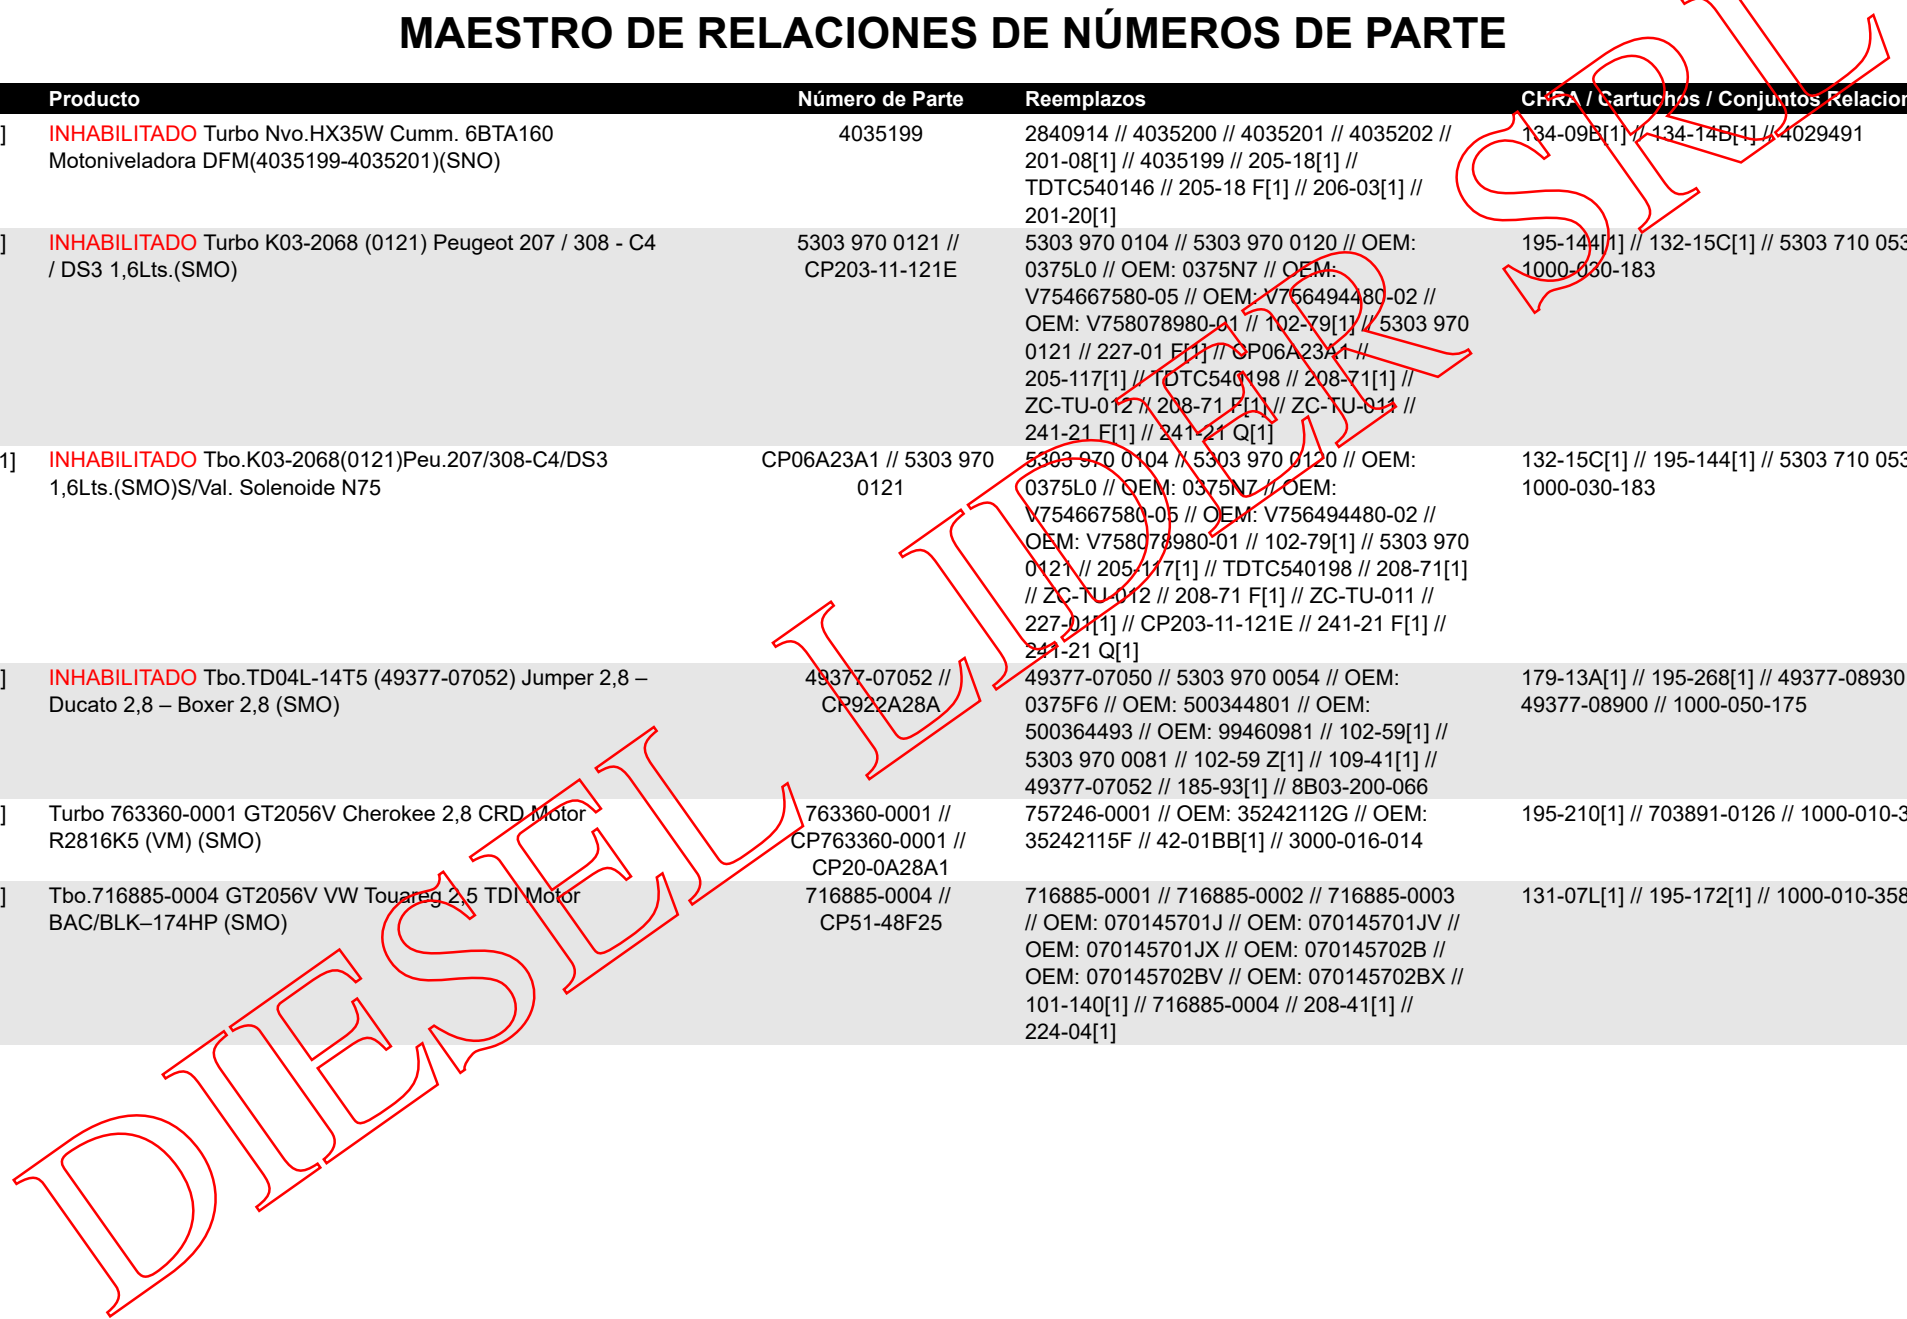 MAESTRO DE RELACIONES DE NÚMEROS DE PARTE
Producto Número de Parte Reemplazos CHRA / Cartuchos / Conjuntos Relacion
] INHABILITADO Turbo Nvo.HX35W Cumm. 6BTA160 4035199 2840914 // 4035200 // 4035201 // 4035202 // 134-09B[1] // 134-14B[1] // 4029491
Motoniveladora DFM(4035199-4035201)(SNO) 201-08[1] // 4035199 // 205-18[1] //
TDTC540146 // 205-18 F[1] // 206-03[1] //
201-20[1]
] INHABILITADO Turbo K03-2068 (0121) Peugeot 207 / 308 - C4 5303 970 0121 // 5303 970 0104 // 5303 970 0120 // OEM: 195-144[1] // 132-15C[1] // 5303 710 053
/ DS3 1,6Lts.(SMO) CP203-11-121E 0375L0 // OEM: 0375N7 // OEM: 1000-030-183
V754667580-05 // OEM: V756494480-02 //
OEM: V758078980-01 // 102-79[1] // 5303 970
0121 // 227-01 F[1] // CP06A23A1 //
205-117[1] // TDTC540198 // 208-71[1] //
ZC-TU-012 // 208-71 F[1] // ZC-TU-011 //
241-21 F[1] // 241-21 Q[1]
1] INHABILITADO Tbo.K03-2068(0121)Peu.207/308-C4/DS3 CP06A23A1 // 5303 970 5303 970 0104 // 5303 970 0120 // OEM: 132-15C[1] // 195-144[1] // 5303 710 053
1,6Lts.(SMO)S/Val. Solenoide N75 0121 0375L0 // OEM: 0375N7 // OEM: 1000-030-183
V754667580-05 // OEM: V756494480-02 //
OEM: V758078980-01 // 102-79[1] // 5303 970
0121 // 205-117[1] // TDTC540198 // 208-71[1]
// ZC-TU-012 // 208-71 F[1] // ZC-TU-011 //
227-01[1] // CP203-11-121E // 241-21 F[1] //
241-21 Q[1]
] INHABILITADO Tbo.TD04L-14T5 (49377-07052) Jumper 2,8 – 49377-07052 // 49377-07050 // 5303 970 0054 // OEM: 179-13A[1] // 195-268[1] // 49377-08930
Ducato 2,8 – Boxer 2,8 (SMO) CP922A28A 0375F6 // OEM: 500344801 // OEM: 49377-08900 // 1000-050-175
500364493 // OEM: 99460981 // 102-59[1] //
5303 970 0081 // 102-59 Z[1] // 109-41[1] //
49377-07052 // 185-93[1] // 8B03-200-066
] Turbo 763360-0001 GT2056V Cherokee 2,8 CRD Motor 763360-0001 // 757246-0001 // OEM: 35242112G // OEM: 195-210[1] // 703891-0126 // 1000-010-3
R2816K5 (VM) (SMO) CP763360-0001 // 35242115F // 42-01BB[1] // 3000-016-014
CP20-0A28A1
] Tbo.716885-0004 GT2056V VW Touareg 2,5 TDI Motor 716885-0004 // 716885-0001 // 716885-0002 // 716885-0003 131-07L[1] // 195-172[1] // 1000-010-358
BAC/BLK–174HP (SMO) CP51-48F25 // OEM: 070145701J // OEM: 070145701JV //
OEM: 070145701JX // OEM: 070145702B //
OEM: 070145702BV // OEM: 070145702BX //
101-140[1] // 716885-0004 // 208-41[1] //
224-04[1]
DIESEL LIDER SRL